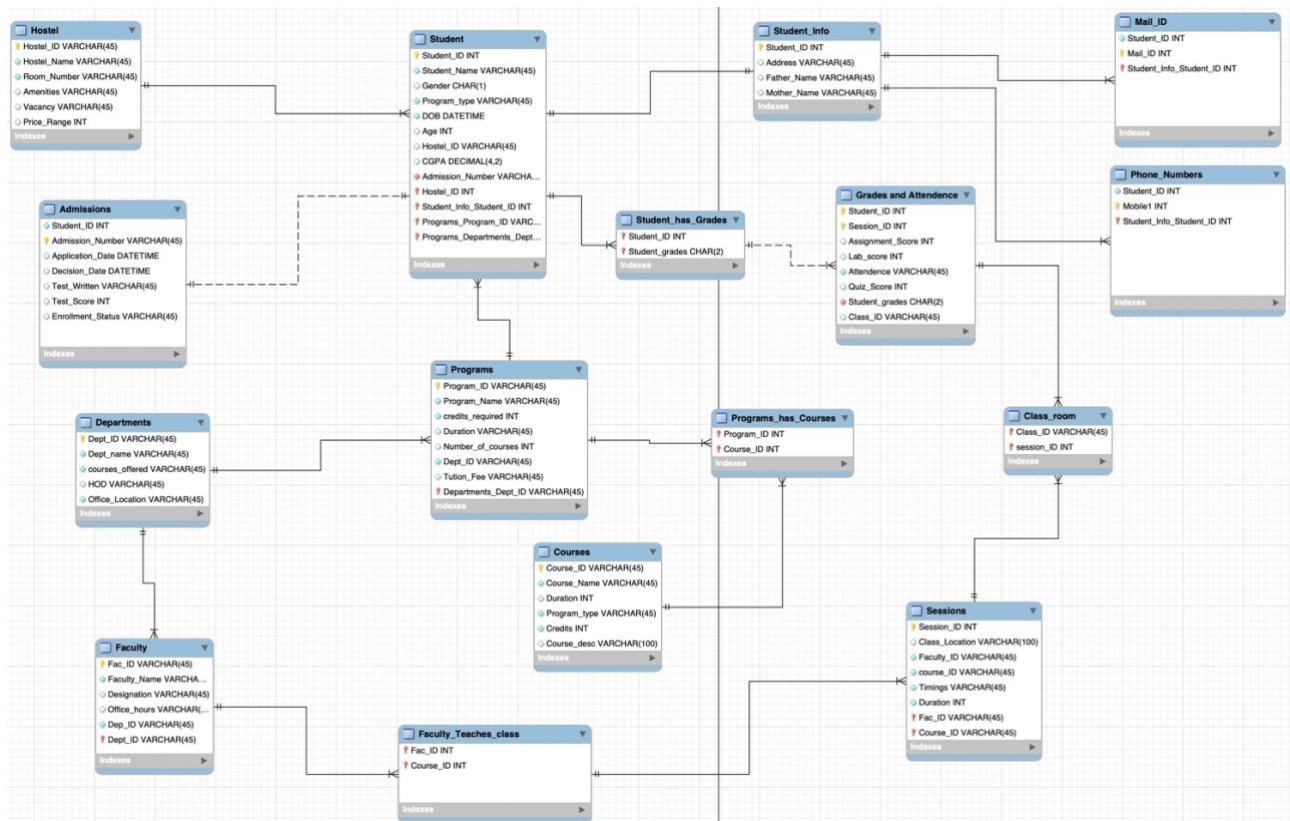 Hostel
Hostel_ID VARCHAR(45)
Hostel_Name VARCHAR(45)
Room_Number VARCHAR(45)
Amenities VARCHAR(45)
Vacancy VARCHAR(45)
Price_Range INT
Indexes
Student
Student_ID INT
Student_Name VARCHAR(45)
Gender CHAR(1)
Program_type VARCHAR(45)
DOB DATETIME
Age INT
Hostel_ID VARCHAR(45)
CGPA DECIMAL(4,2)
Admission_Number VARCHA...
Hostel_ID INT
Student_Info_Student_ID INT
Programs_Program_ID VARC...
Programs_Departments_Dept...
Indexes
Student_Info
Student_ID INT
Address VARCHAR(45)
Father_Name VARCHAR(45)
Mother_Name VARCHAR(45)
Indexes
Mail_ID
Student_ID INT
Mail_ID INT
Student_Info_Student_ID INT
Indexes
Phone_Numbers
Student_ID INT
Mobile1 INT
Student_Info_Student_ID INT
Indexes
Admissions
Student_ID INT
Admission_Number VARCHAR(45)
Application_Date DATETIME
Decision_Date DATETIME
Test_Written VARCHAR(45)
Test_Score INT
Enrollment_Status VARCHAR(45)
Indexes
Student_has_Grades
Student_ID INT
Student_grades CHAR(2)
Indexes
Grades and Attendence
Student_ID INT
Session_ID INT
Assignment_Score INT
Lab_score INT
Attendence VARCHAR(45)
Quiz_Score INT
Student_grades CHAR(2)
Class_ID VARCHAR(45)
Indexes
Programs
Program_ID VARCHAR(45)
Program_Name VARCHAR(45)
credits_required INT
Duration VARCHAR(45)
Number_of_courses INT
Dept_ID VARCHAR(45)
Tution_Fee VARCHAR(45)
Departments_Dept_ID VARCHAR(45)
Indexes
Departments
Dept_ID VARCHAR(45)
Dept_name VARCHAR(45)
courses_offered VARCHAR(45)
HOD VARCHAR(45)
Office_Location VARCHAR(45)
Indexes
Programs_has_Courses
Program_ID INT
Course_ID INT
Indexes
Class_room
Class_ID VARCHAR(45)
session_ID INT
Indexes
Courses
Course_ID VARCHAR(45)
Course_Name VARCHAR(45)
Duration INT
Program_type VARCHAR(45)
Credits INT
Course_desc VARCHAR(100)
Indexes
Sessions
Session_ID INT
Class_Location VARCHAR(100)
Faculty_ID VARCHAR(45)
course_ID VARCHAR(45)
Timings VARCHAR(45)
Duration INT
Fac_ID VARCHAR(45)
Course_ID VARCHAR(45)
Indexes
Faculty
Fac_ID VARCHAR(45)
Faculty_Name VARCHA...
Designation VARCHAR(45)
Office_hours VARCHAR(...
Dep_ID VARCHAR(45)
Dept_ID VARCHAR(45)
Indexes
Faculty_Teaches_class
Fac_ID INT
Course_ID INT
Indexes